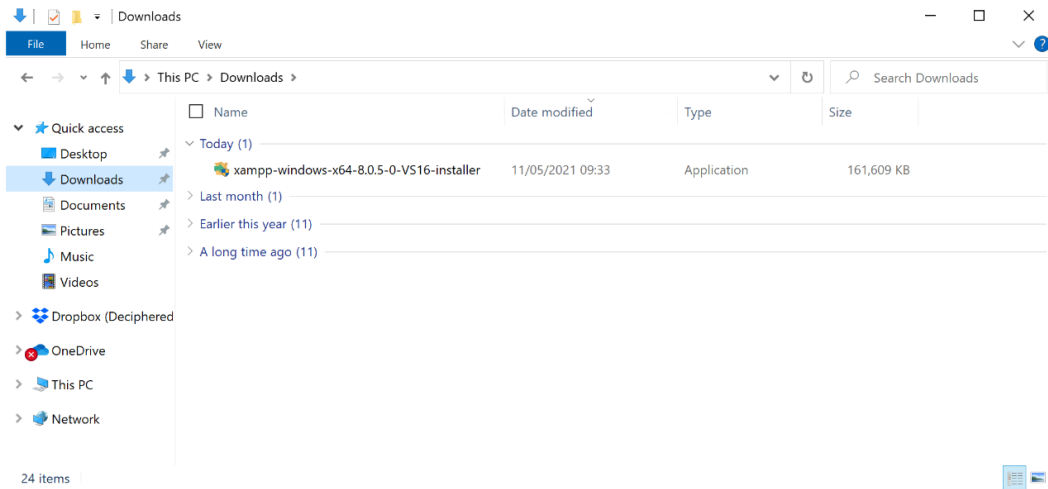 Downloads
File Home Share View ?
This PC > Downloads > Search Downloads
Name Date modified Type Size
Quick access
Today (1)
Desktop
xampp-windows-x64-8.0.5-0-VS16-installer 11/05/2021 09:33 Application 161,609 KB
Downloads
Last month (1)
Documents
Earlier this year (11)
Pictures
A long time ago (11)
Music
Videos
Dropbox (Deciphered
OneDrive
This PC
Network
24 items